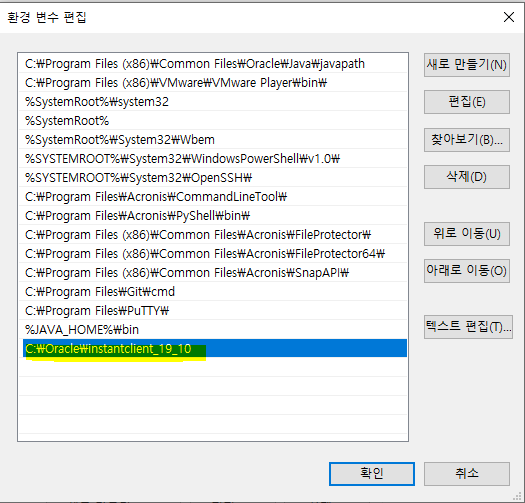 환경 변수 편집
C:₩Program Files (x86)₩Common Files₩Oracle₩Java₩javapath
C:₩Program Files (x86)₩VMware₩VMware Player₩bin₩
%SystemRoot%₩system32
%SystemRoot%
%SystemRoot%₩System32₩Wbem
%SYSTEMROOT%₩System32₩WindowsPowerShell₩v1.0₩
%SYSTEMROOT%₩System32₩OpenSSH₩
C:₩Program Files₩Acronis₩CommandLineTool₩
C:₩Program Files₩Acronis₩PyShell₩bin₩
C:₩Program Files (x86)₩Common Files₩Acronis₩FileProtector₩
C:₩Program Files (x86)₩Common Files₩Acronis₩FileProtector64₩
C:₩Program Files (x86)₩Common Files₩Acronis₩SnapAPI₩
C:₩Program Files₩Git₩cmd
C:₩Program Files₩PuTTY₩
%JAVA_HOME%₩bin
C:₩Oracle₩instantclient_19_10
새로 만들기(N)
편집(E)
찾아보기(B)...
삭제(D)
위로 이동(U)
아래로 이동(O)
텍스트 편집(T)...
확인
취소